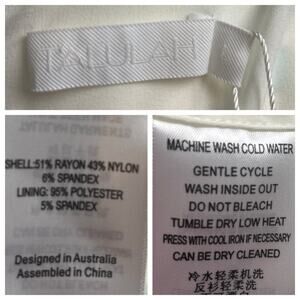 TALULAH
SHELL:51% RAYON 43% NYLON
6% SPANDEX
LINING: 95% POLYESTER
5% SPANDEX
Designed in Australia
Assembled in China
MACHINE WASH COLD WATER
GENTLE CYCLE
WASH INSIDE OUT
DO NOT BLEACH
TUMBLE DRY LOW HEAT
PRESS WITH COOL IRON IF NECESSARY
CAN BE DRY CLEANED
冷水轻柔机洗
反衫轻柔洗